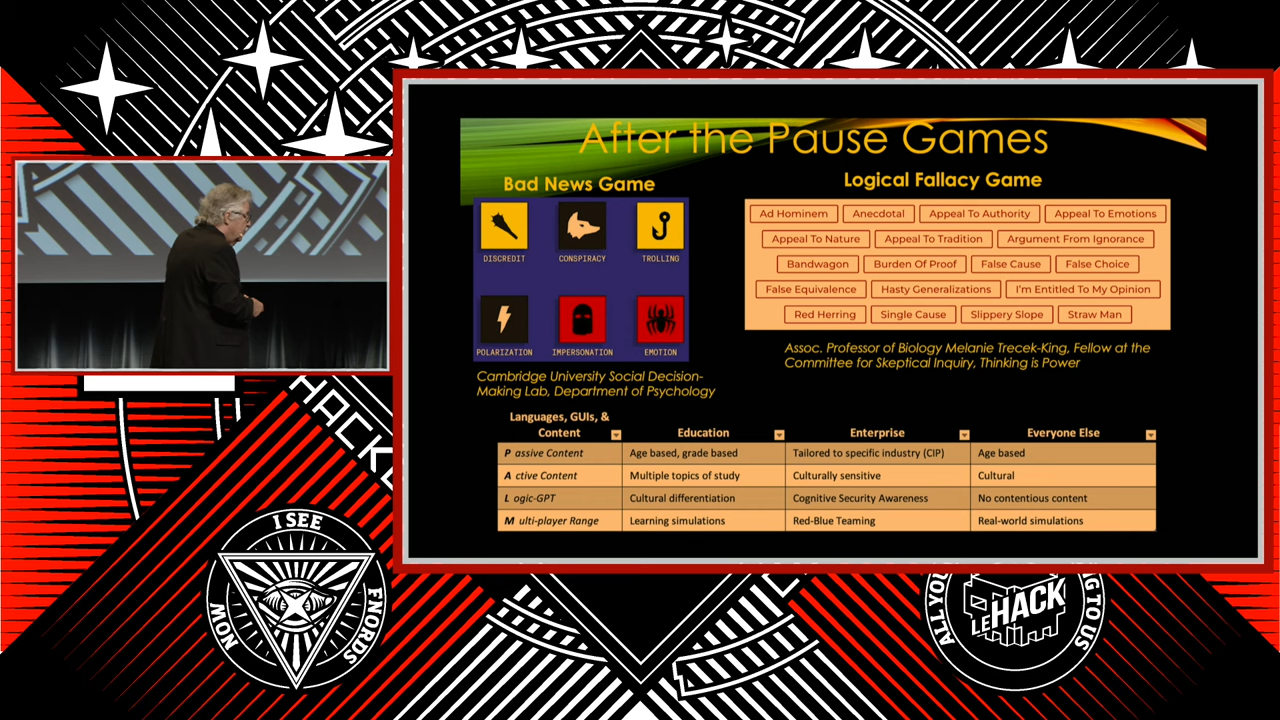 After the Pause Games
Bad News Game
DISCREDIT
CONSPIRACY
TROLLING
POLARIZATION
IMPERSONATION
EMOTION
Cambridge University Social Decision-
Making Lab, Department of Psychology
Logical Fallacy Game
Ad Hominem
Anecdotal
Appeal To Authority
Appeal To Emotions
Appeal To Nature
Appeal To Tradition
Argument From Ignorance
Bandwagon
Burden Of Proof
False Cause
False Choice
False Equivalence
Hasty Generalizations
I'm Entitled To My Opinion
Red Herring
Single Cause
Slippery Slope
Straw Man
Assoc. Professor of Biology Melanie Trecek-King, Fellow at the
Committee for Skeptical Inquiry, Thinking is Power
Languages, GUIs, &
Content Education Enterprise Everyone Else
P assive Content Age based, grade based Tailored to specific industry (CIP) Age based
A ctive Content Multiple topics of study Culturally sensitive Cultural
L ogic-GPT Cultural differentiation Cognitive Security Awareness No contentious content
M ulti-player Range Learning simulations Red-Blue Teaming Real-world simulations
HACK
I SEE
FNORDS
NOW
ALL YOU
LEHACK
NG TO US